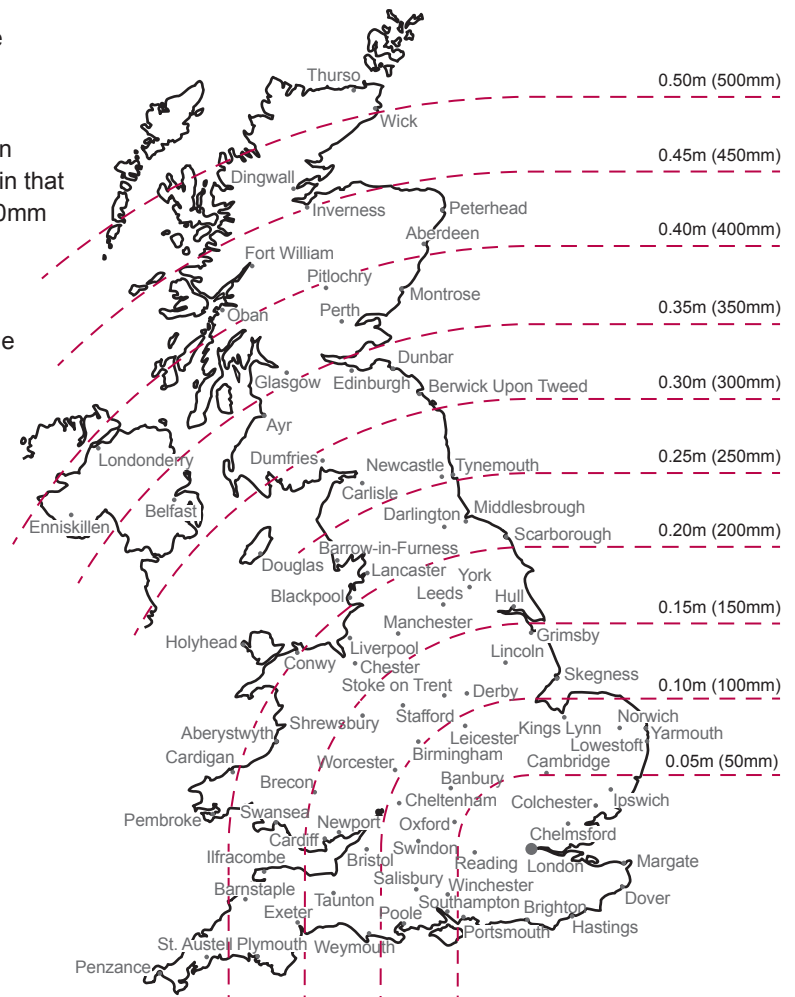 e
n
in that
0mm
e
Thurso
0.50m (500mm)
Wick
0.45m (450mm)
Dingwall
Inverness
Peterhead
0.40m (400mm)
Aberdeen
Fort William
Pitlochry
Montrose
Oban
Perth
0.35m (350mm)
Dunbar
Glasgow
Edinburgh
Berwick Upon Tweed
0.30m (300mm)
Ayr
Londonderry
Dumfries
Newcastle
Tynemouth
0.25m (250mm)
Carlisle
Belfast
Enniskillen
Middlesbrough
Darlington
Scarborough
0.20m (200mm)
Barrow-in-Furness
Douglas
Lancaster
York
Blackpool
Leeds
Hull
Manchester
0.15m (150mm)
Grimsby
Holyhead
Liverpool
Lincoln
Conwy
Chester
Skegness
Stoke on Trent
Derby
0.10m (100mm)
Shrewsbury
Stafford
Kings Lynn
Norwich
Aberystwyth
Leicester
Yarmouth
Lowestoft
Birmingham
Cardigan
Worcester
Cambridge
0.05m (50mm)
Brecon
Banbury
Cheltenham
Colchester
Ipswich
Pembroke
Swansea
Newport
Oxford
Chelmsford
Cardiff
Swindon
Ilfracombe
Bristol
Reading
London
Margate
Salisbury
Barnstaple
Taunton
Winchester
Southampton
Dover
Exeter
Poole
Brighton
Portsmouth
Hastings
St. Austell
Plymouth
Weymouth
Penzance